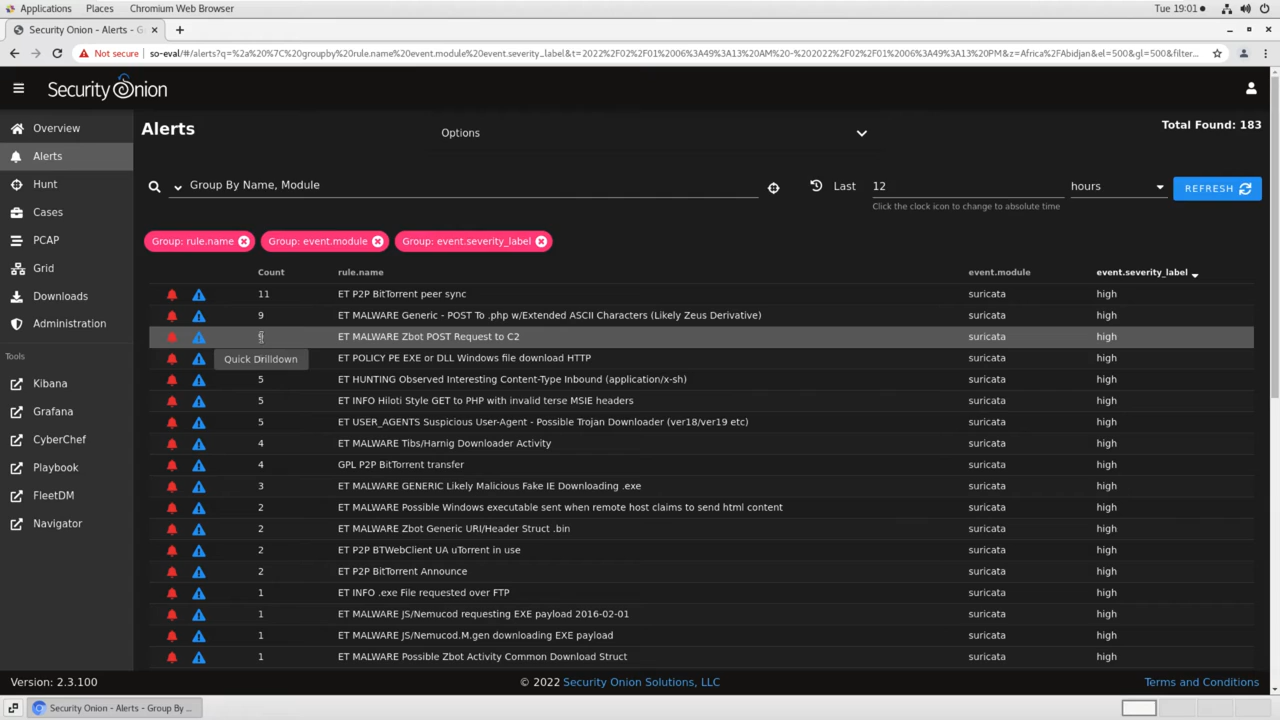 Applications Places Chromium Web Browser Tue 19:01
Security Onion - Alerts - G
Not secure so-eval/#/alerts?q=%2a%20%7C%20groupby%20rule.name%20event.module%20event.severity_label&t=2022%2F02%2F01%2006%3A49%3A13%20AM%20-%202022%2F02%2F01%2006%3A49%3A13%20PM&z=Africa%2FAbidjan&el=500&gl=500&filter...
Security Onion
Overview
Alerts
Hunt
Cases
PCAP
Grid
Downloads
Administration
Tools
Kibana
Grafana
CyberChef
Playbook
FleetDM
Navigator
Version: 2.3.100
Alerts
Options
Total Found: 183
Group By Name, Module
Last 12 hours
REFRESH
Click the clock icon to change to absolute time
Group: rule.name Group: event.module Group: event.severity_label
Count rule.name event.module event.severity_label
11 ET P2P BitTorrent peer sync suricata high
9 ET MALWARE Generic - POST To .php w/Extended ASCII Characters (Likely Zeus Derivative) suricata high
ET MALWARE Zbot POST Request to C2 suricata high
Quick Drilldown
ET POLICY PE EXE or DLL Windows file download HTTP suricata high
5 ET HUNTING Observed Interesting Content-Type Inbound (application/x-sh) suricata high
5 ET INFO Hiloti Style GET to PHP with invalid terse MSIE headers suricata high
5 ET USER_AGENTS Suspicious User-Agent - Possible Trojan Downloader (ver18/ver19 etc) suricata high
4 ET MALWARE Tibs/Harnig Downloader Activity suricata high
4 GPL P2P BitTorrent transfer suricata high
3 ET MALWARE GENERIC Likely Malicious Fake IE Downloading .exe suricata high
2 ET MALWARE Possible Windows executable sent when remote host claims to send html content suricata high
2 ET MALWARE Zbot Generic URI/Header Struct .bin suricata high
2 ET P2P BTWebClient UA uTorrent in use suricata high
2 ET P2P BitTorrent Announce suricata high
1 ET INFO .exe File requested over FTP suricata high
1 ET MALWARE JS/Nemucod requesting EXE payload 2016-02-01 suricata high
1 ET MALWARE JS/Nemucod.M.gen downloading EXE payload suricata high
1 ET MALWARE Possible Zbot Activity Common Download Struct suricata high
© 2022 Security Onion Solutions, LLC
Terms and Conditions
Security Onion - Alerts - Group By ...